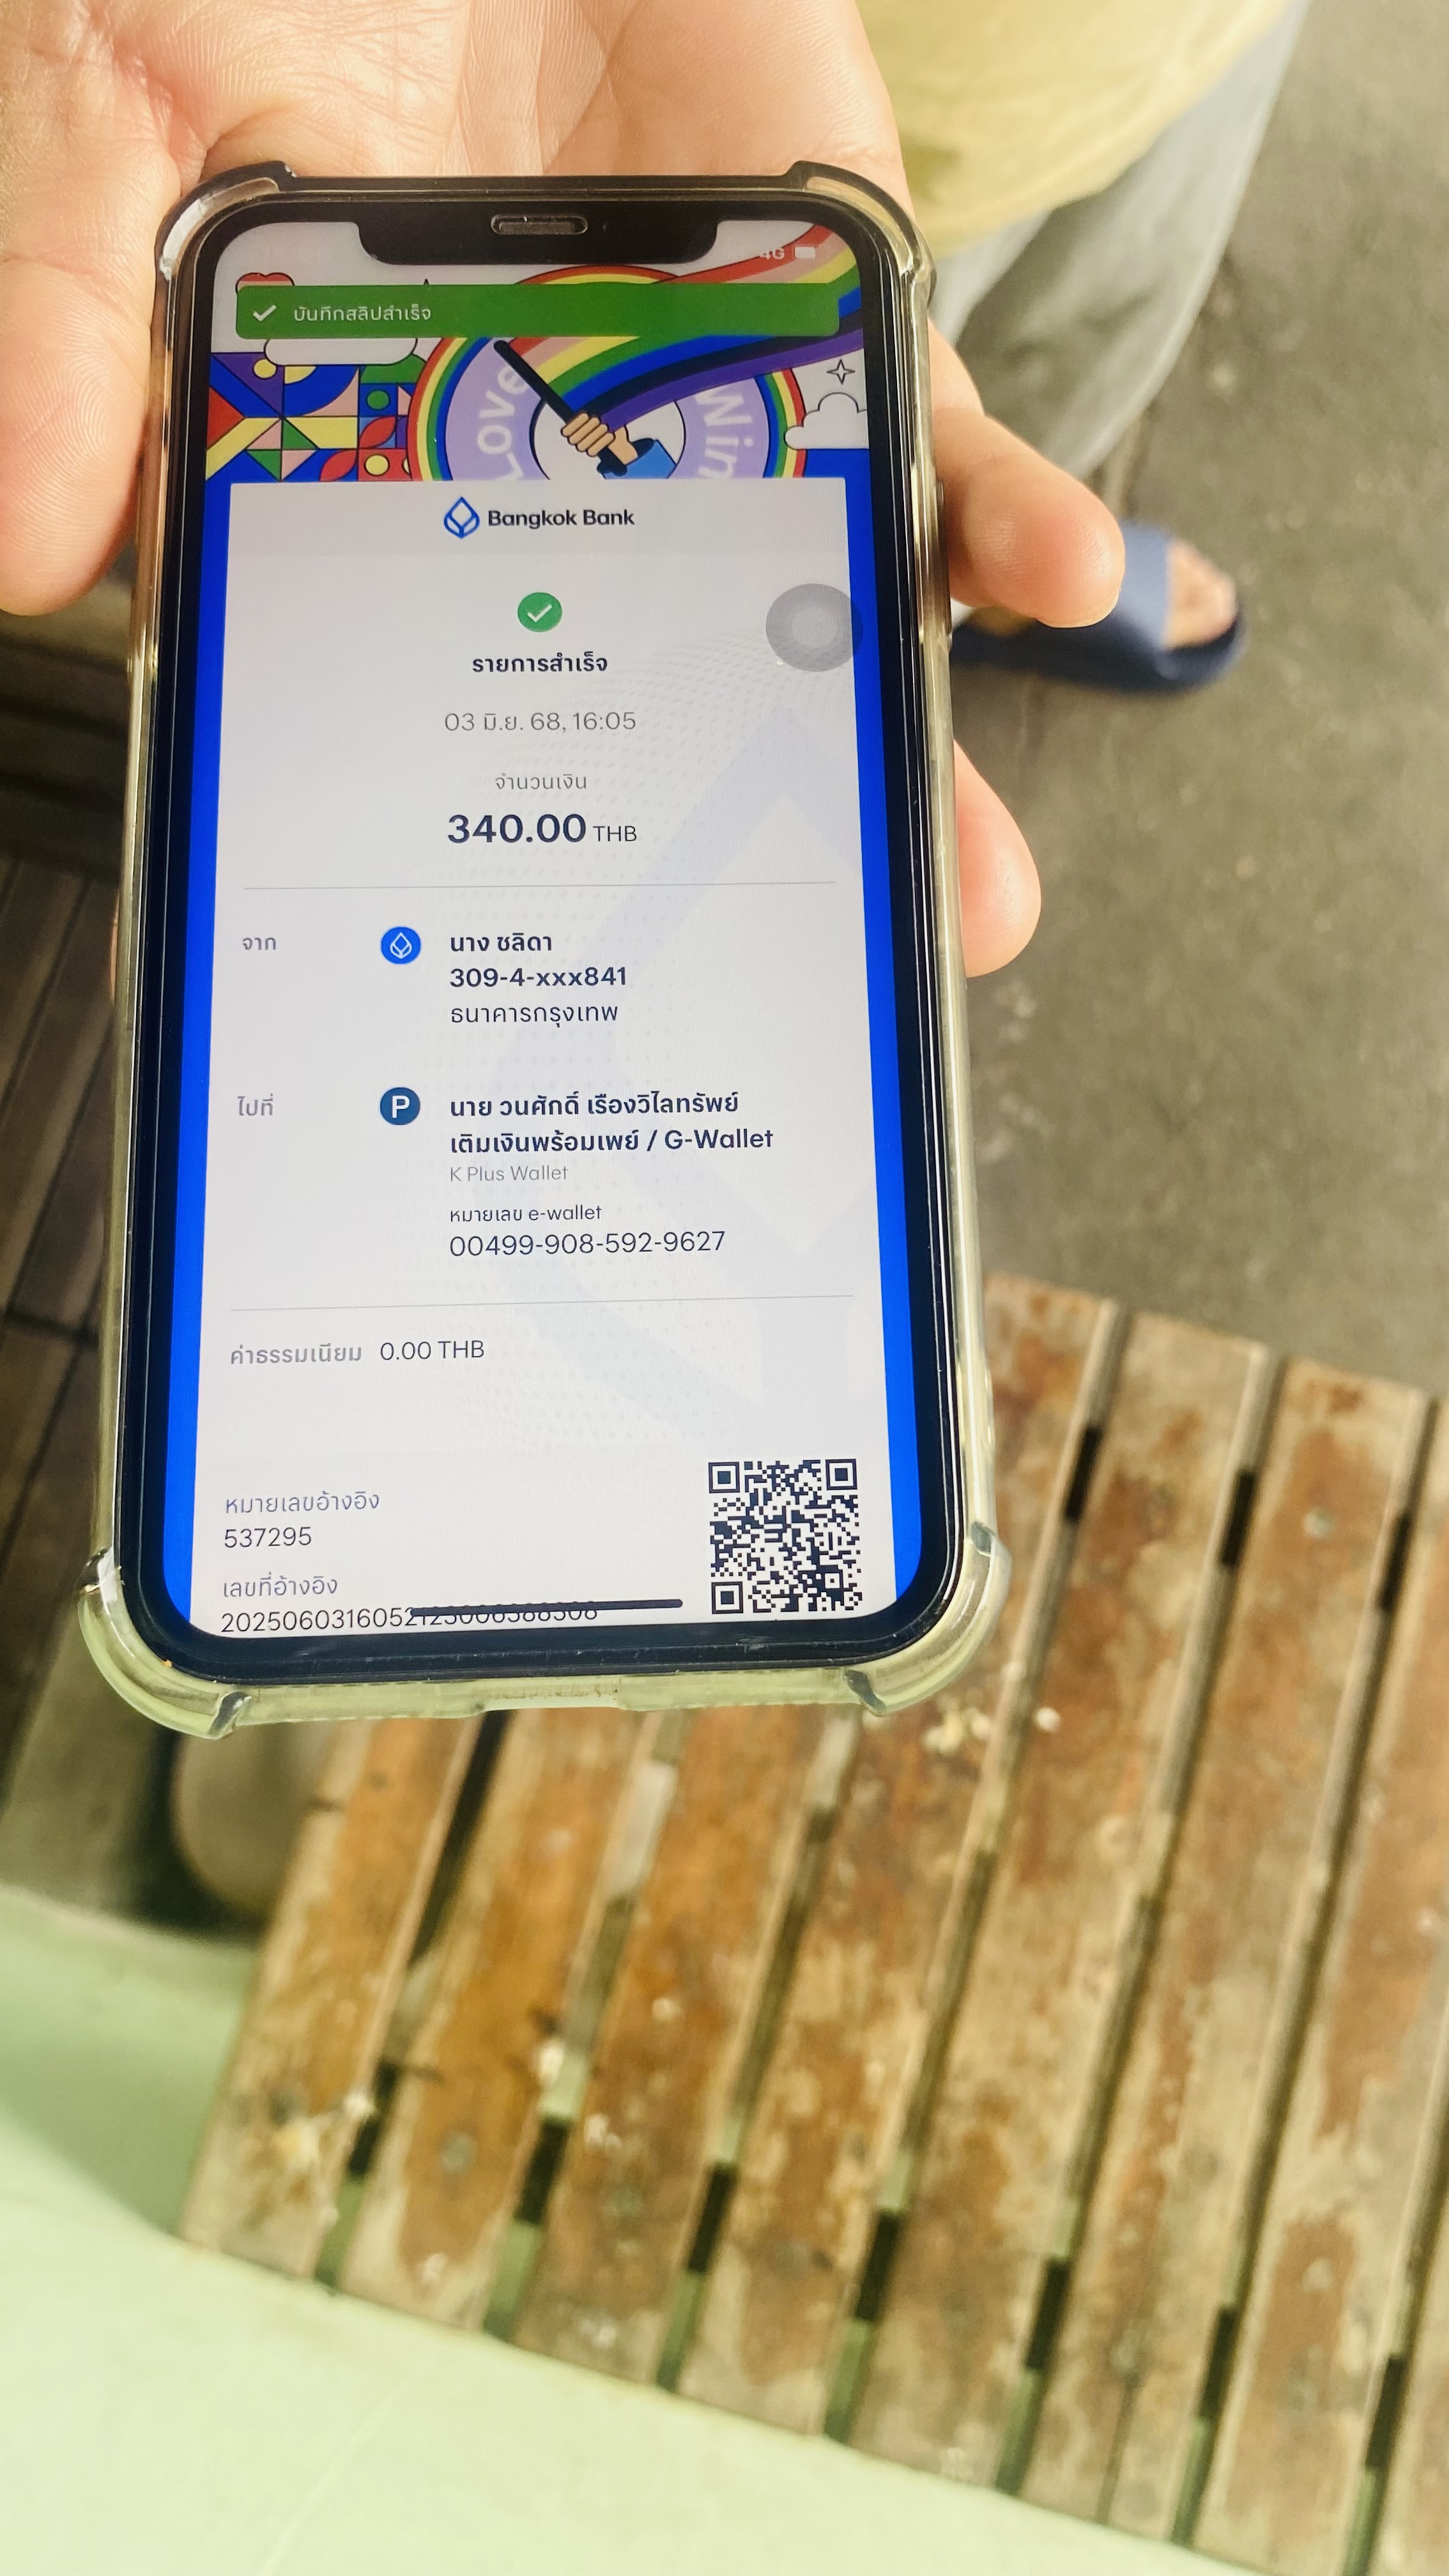 4G
บันทึกสลิปสำเร็จ
Love Win
Bangkok Bank
รายการสำเร็จ
03 มิ.ย. 68, 16:05
จำนวนเงิน
340.00 THB
จาก
นาง ชลิดา
309-4-xxx841
ธนาคารกรุงเทพ
ไปที่
P
นาย วนศักดิ์ เรืองวิไลทรัพย์
เติมเงินพร้อมเพย์ / G-Wallet
K Plus Wallet
หมายเลข e-wallet
00499-908-592-9627
ค่าธรรมเนียม 0.00 THB
หมายเลขอ้างอิง
537295
เลขที่อ้างอิง